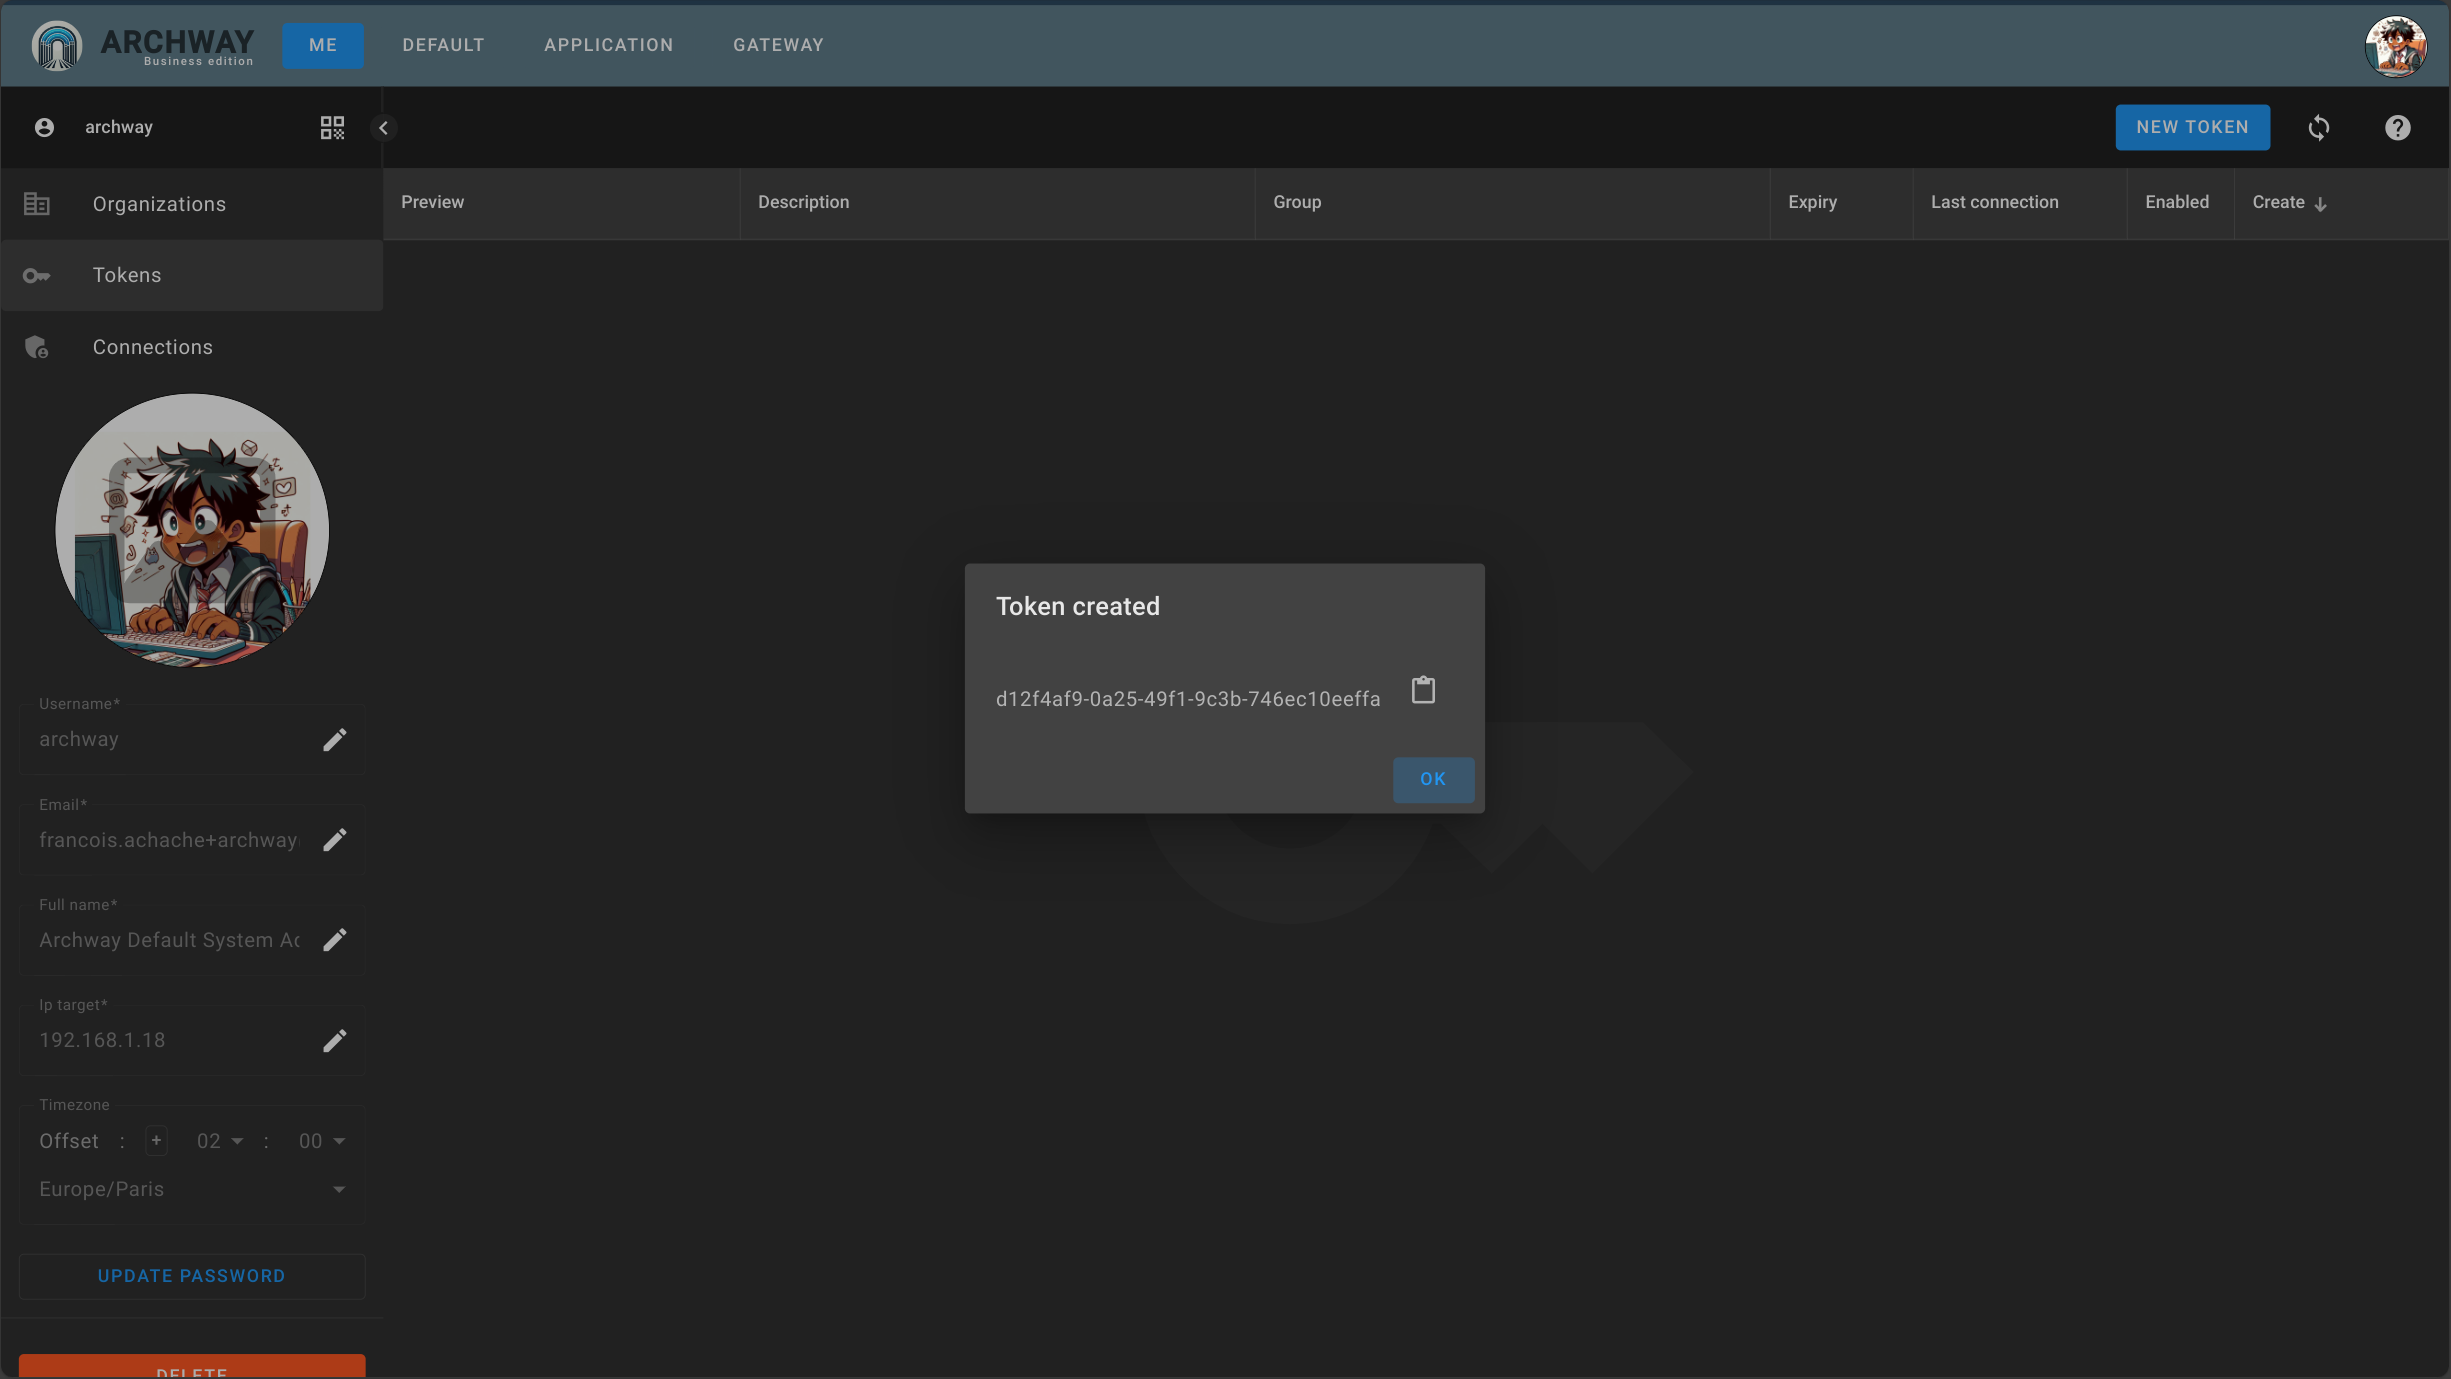 ARCHWAY
Business edition
ME
DEFAULT
APPLICATION
GATEWAY
archway
NEW TOKEN
Organizations
Tokens
Connections
Preview
Description
Group
Expiry
Last connection
Enabled
Create
Token created
d12f4af9-0a25-49f1-9c3b-746ec10eeffa
OK
Username*
archway
Email*
francois.achache+archway
Full name*
Archway Default System
Ip target*
192.168.1.18
Timezone
Offset : + 02 : 00
Europe/Paris
UPDATE PASSWORD
DELETE